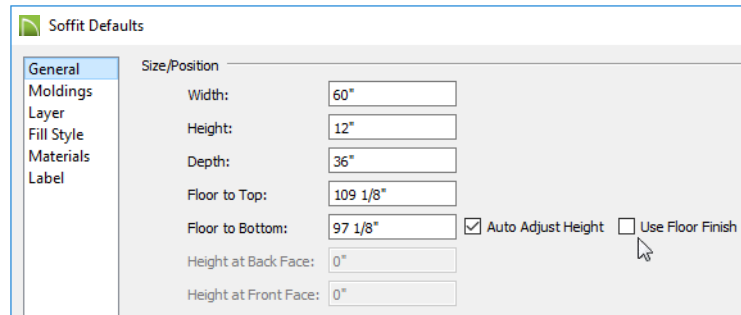 Soffit Defaults
General
Moldings
Layer
Fill Style
Materials
Label
Size/Position
Width: 60"
Height: 12"
Depth: 36"
Floor to Top: 109 1/8"
Floor to Bottom: 97 1/8" Auto Adjust Height Use Floor Finish
Height at Back Face: 0"
Height at Front Face: 0"